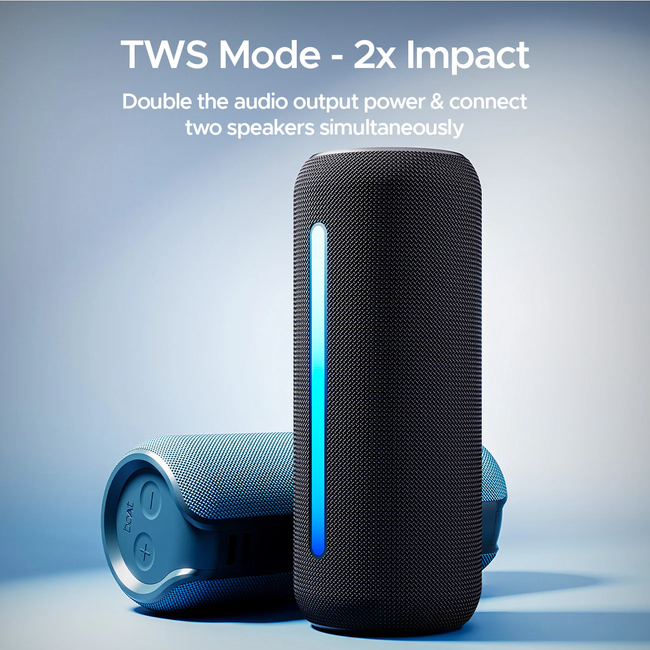 TWS Mode - 2x Impact
Double the audio output power & connect
two speakers simultaneously
boAt